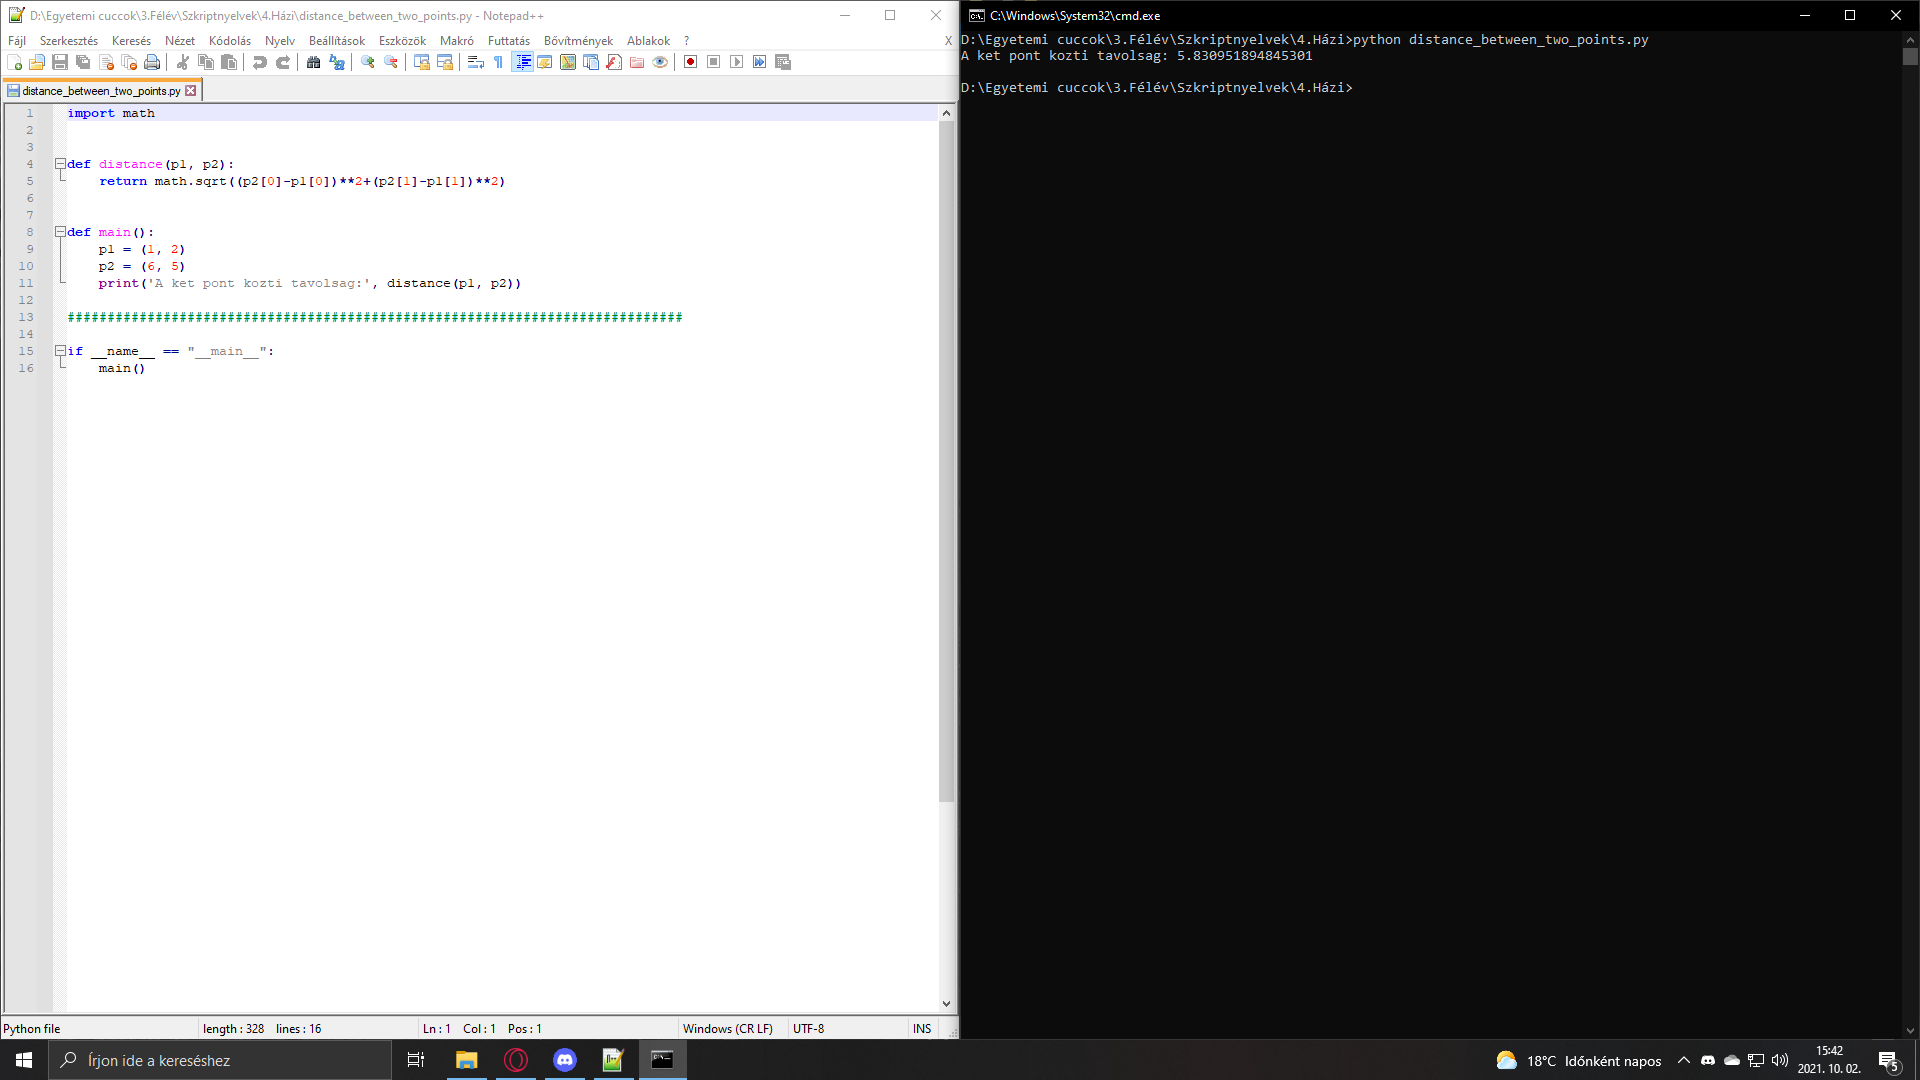 D:\Egyetemi cuccok\3.Félév\Szkriptnyelvek\4.Házi\distance_between_two_points.py - Notepad++
Fájl Szerkesztés Keresés Nézet Kódolás Nyelv Beállítások Eszközök Makró Futtatás Bővítmények Ablakok ? X
distance_between_two_points.py
1 import math
2
3
4 def distance(p1, p2):
5     return math.sqrt((p2[0]-p1[0])**2+(p2[1]-p1[1])**2)
6
7
8 def main():
9     p1 = (1, 2)
10     p2 = (6, 5)
11     print('A ket pont kozti tavolsag:', distance(p1, p2))
12
13 #############################################################################
14
15 if __name__ == "__main__":
16     main()
Python file length : 328 lines : 16 Ln : 1 Col : 1 Pos : 1 Windows (CR LF) UTF-8 INS
C:\Windows\System32\cmd.exe
D:\Egyetemi cuccok\3.Félév\Szkriptnyelvek\4.Házi>python distance_between_two_points.py
A ket pont kozti tavolsag: 5.830951894845301
D:\Egyetemi cuccok\3.Félév\Szkriptnyelvek\4.Házi>
Írjon ide a kereséshez
18°C Időnként napos
15:42
2021. 10. 02.
5